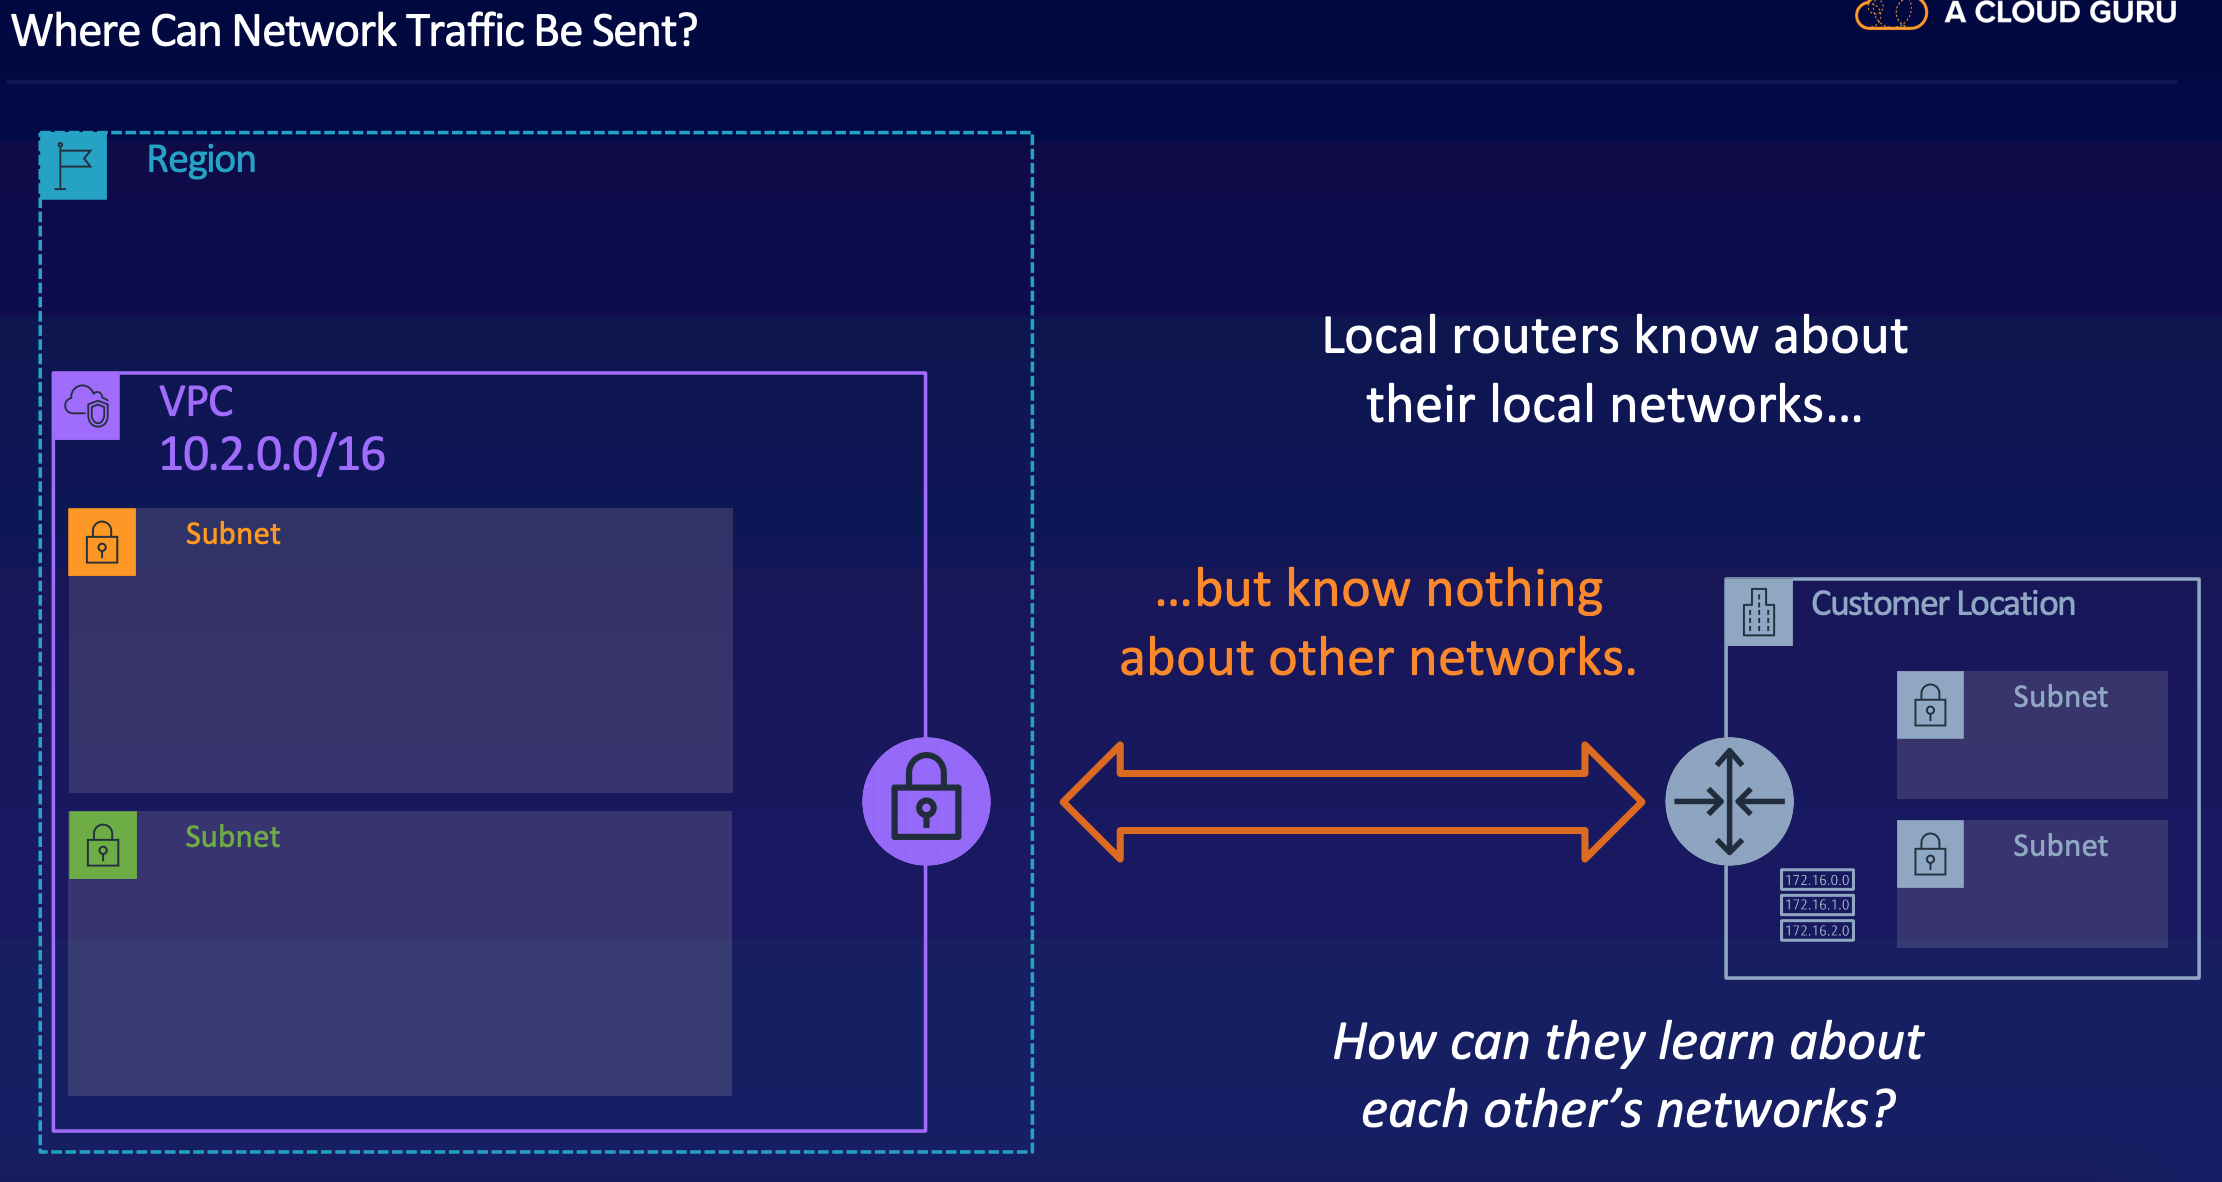 Where Can Network Traffic Be Sent?
A CLOUD GURU
Region
VPC
10.2.0.0/16
Subnet
Subnet
Local routers know about
their local networks…
…but know nothing
about other networks.
Customer Location
Subnet
Subnet
172.16.0.0
172.16.1.0
172.16.2.0
How can they learn about
each other’s networks?